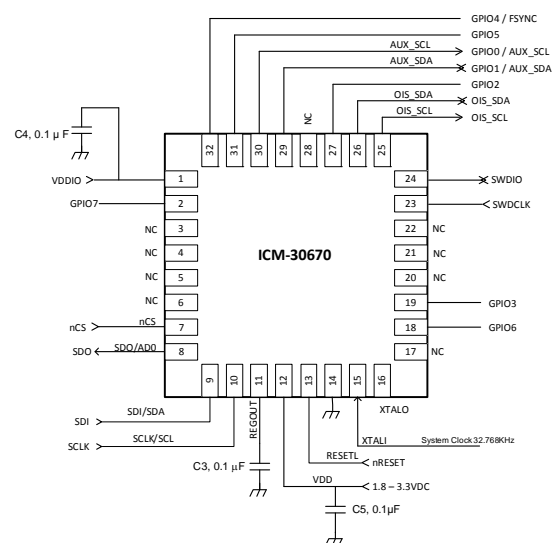 GPIO4 / FSYNC
GPIO5
AUX_SCL
GPIO0 / AUX_SCL
AUX_SDA
GPIO1 / AUX_SDA
GPIO2
OIS_SDA
OIS_SDA
OIS_SCL
OIS_SCL
NC
C4, 0.1 µ F
32
31
30
29
28
27
26
25
VDDIO
1
24
SWDIO
GPIO7
2
23
SWDCLK
NC
3
22
NC
NC
4
ICM-30670
21
NC
NC
5
20
NC
NC
6
19
GPIO3
nCS
nCS
7
18
GPIO6
SDO
SDO/AD0
8
17
NC
9
10
11
12
13
14
15
16
XTALO
SDI
SDI/SDA
REGOUT
SCLK
SCLK/SCL
XTALI
System Clock 32.768KHz
C3, 0.1 µF
RESETL
nRESET
VDD
1.8 – 3.3VDC
C5, 0.1µF